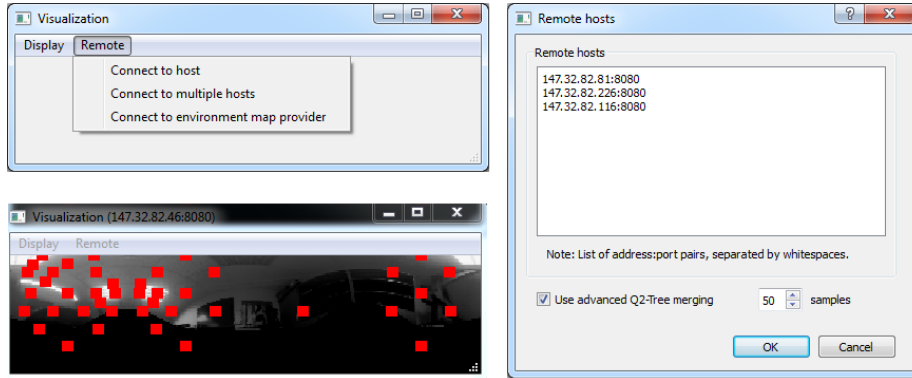 Visualization
Display Remote
Connect to host
Connect to multiple hosts
Connect to environment map provider
Visualization (147.32.82.46:8080)
Display Remote
Remote hosts
Remote hosts
147.32.82.81:8080
147.32.82.226:8080
147.32.82.116:8080
Note: List of address:port pairs, separated by whitespaces.
Use advanced Q2-Tree merging 50 samples
OK Cancel